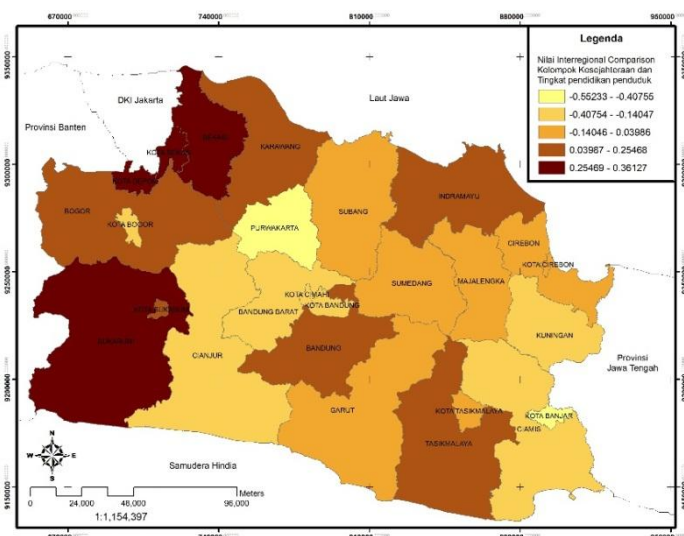 670000 740000 810000 880000 950000
9350000
9300000
9250000
9200000
9150000
Legenda
Nilai Interregional Comparison
Kolompok Kosojahtoraan dan
Tingkat pendidikan penduduk
-0.55233 - -0.40755
-0.40754 - -0.14047
-0.14046 - 0.03986
0.03987 - 0.25468
0.25469 - 0.36127
DKI Jakarta
Laut Jawa
Provinsi Banten
KARAWANG
INDRAMAYU
BOGOR
KOTA BOGOR
PURWAKARTA
SUBANG
CIREBON
KOTA CIREBON
SUMEDANG
MAJALENGKA
KOTA CIMAHI
KOTA BANDUNG
BANDUNG BARAT
KUNINGAN
CIANJUR
BANDUNG
Provinsi
Jawa Tengah
GARUT
KOTA TASIKMALAYA
KOTA BANJAR
CIAMIS
TASIKMALAYA
N
W E
S
Samudera Hindia
Meters
0 24,000 48,000 96,000
1:1,154,397